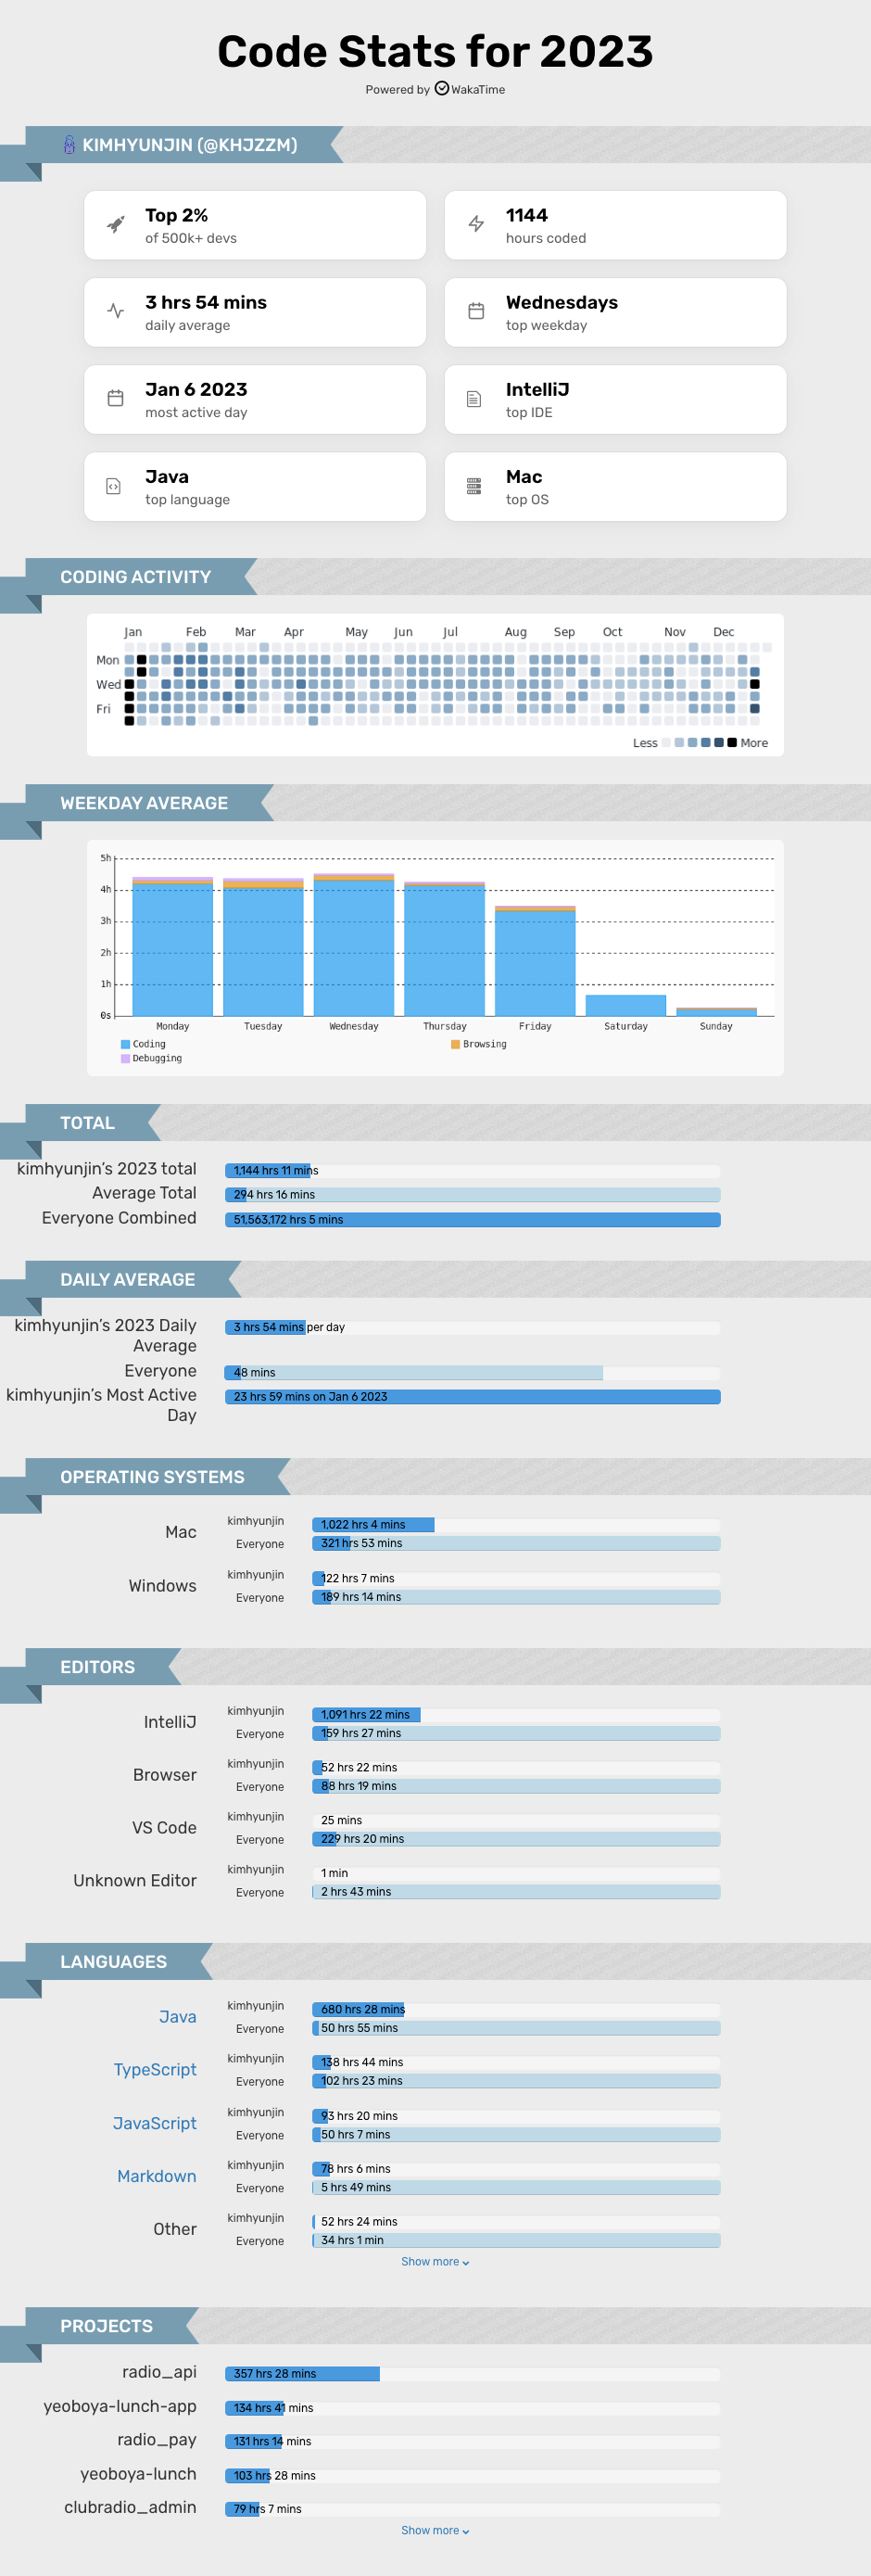 Code Stats for 2023
Powered by WakaTime
KIMHYUNJIN (@KHJZZM)
Top 2%
of 500k+ devs
1144
hours coded
3 hrs 54 mins
daily average
Wednesdays
top weekday
Jan 6 2023
most active day
IntelliJ
top IDE
Java
top language
Mac
top OS
CODING ACTIVITY
Jan Feb Mar Apr May Jun Jul Aug Sep Oct Nov Dec
Mon
Wed
Fri
Less More
WEEKDAY AVERAGE
5h
4h
3h
2h
1h
0s
Monday Tuesday Wednesday Thursday Friday Saturday Sunday
Coding Browsing
Debugging
TOTAL
kimhyunjin's 2023 total 1,144 hrs 11 mins
Average Total 294 hrs 16 mins
Everyone Combined 51,563,172 hrs 5 mins
DAILY AVERAGE
kimhyunjin's 2023 Daily 3 hrs 54 mins per day
Average
Everyone 48 mins
kimhyunjin's Most Active 23 hrs 59 mins on Jan 6 2023
Day
OPERATING SYSTEMS
Mac
kimhyunjin 1,022 hrs 4 mins
Everyone 321 hrs 53 mins
Windows
kimhyunjin 122 hrs 7 mins
Everyone 189 hrs 14 mins
EDITORS
IntelliJ
kimhyunjin 1,091 hrs 22 mins
Everyone 159 hrs 27 mins
Browser
kimhyunjin 52 hrs 22 mins
Everyone 88 hrs 19 mins
VS Code
kimhyunjin 25 mins
Everyone 229 hrs 20 mins
Unknown Editor
kimhyunjin 1 min
Everyone 2 hrs 43 mins
LANGUAGES
Java
kimhyunjin 680 hrs 28 mins
Everyone 50 hrs 55 mins
TypeScript
kimhyunjin 138 hrs 44 mins
Everyone 102 hrs 23 mins
JavaScript
kimhyunjin 93 hrs 20 mins
Everyone 50 hrs 7 mins
Markdown
kimhyunjin 78 hrs 6 mins
Everyone 5 hrs 49 mins
Other
kimhyunjin 52 hrs 24 mins
Everyone 34 hrs 1 min
Show more
PROJECTS
radio_api 357 hrs 28 mins
yeoboya-lunch-app 134 hrs 41 mins
radio_pay 131 hrs 14 mins
yeoboya-lunch 103 hrs 28 mins
clubradio_admin 79 hrs 7 mins
Show more